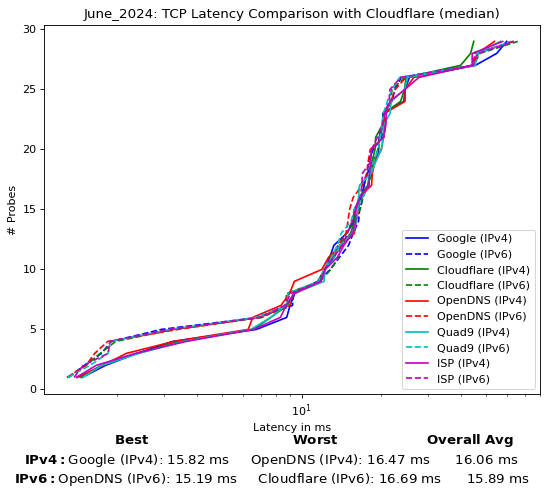 June_2024: TCP Latency Comparison with Cloudflare (median)
30
25
20
15
10
5
0
# Probes
Google (IPv4)
Google (IPv6)
Cloudflare (IPv4)
Cloudflare (IPv6)
OpenDNS (IPv4)
OpenDNS (IPv6)
Quad9 (IPv4)
Quad9 (IPv6)
ISP (IPv4)
ISP (IPv6)
10¹
Latency in ms
Best Worst Overall Avg
IPv4: Google (IPv4): 15.82 ms OpenDNS (IPv4): 16.47 ms 16.06 ms
IPv6: OpenDNS (IPv6): 15.19 ms Cloudflare (IPv6): 16.69 ms 15.89 ms